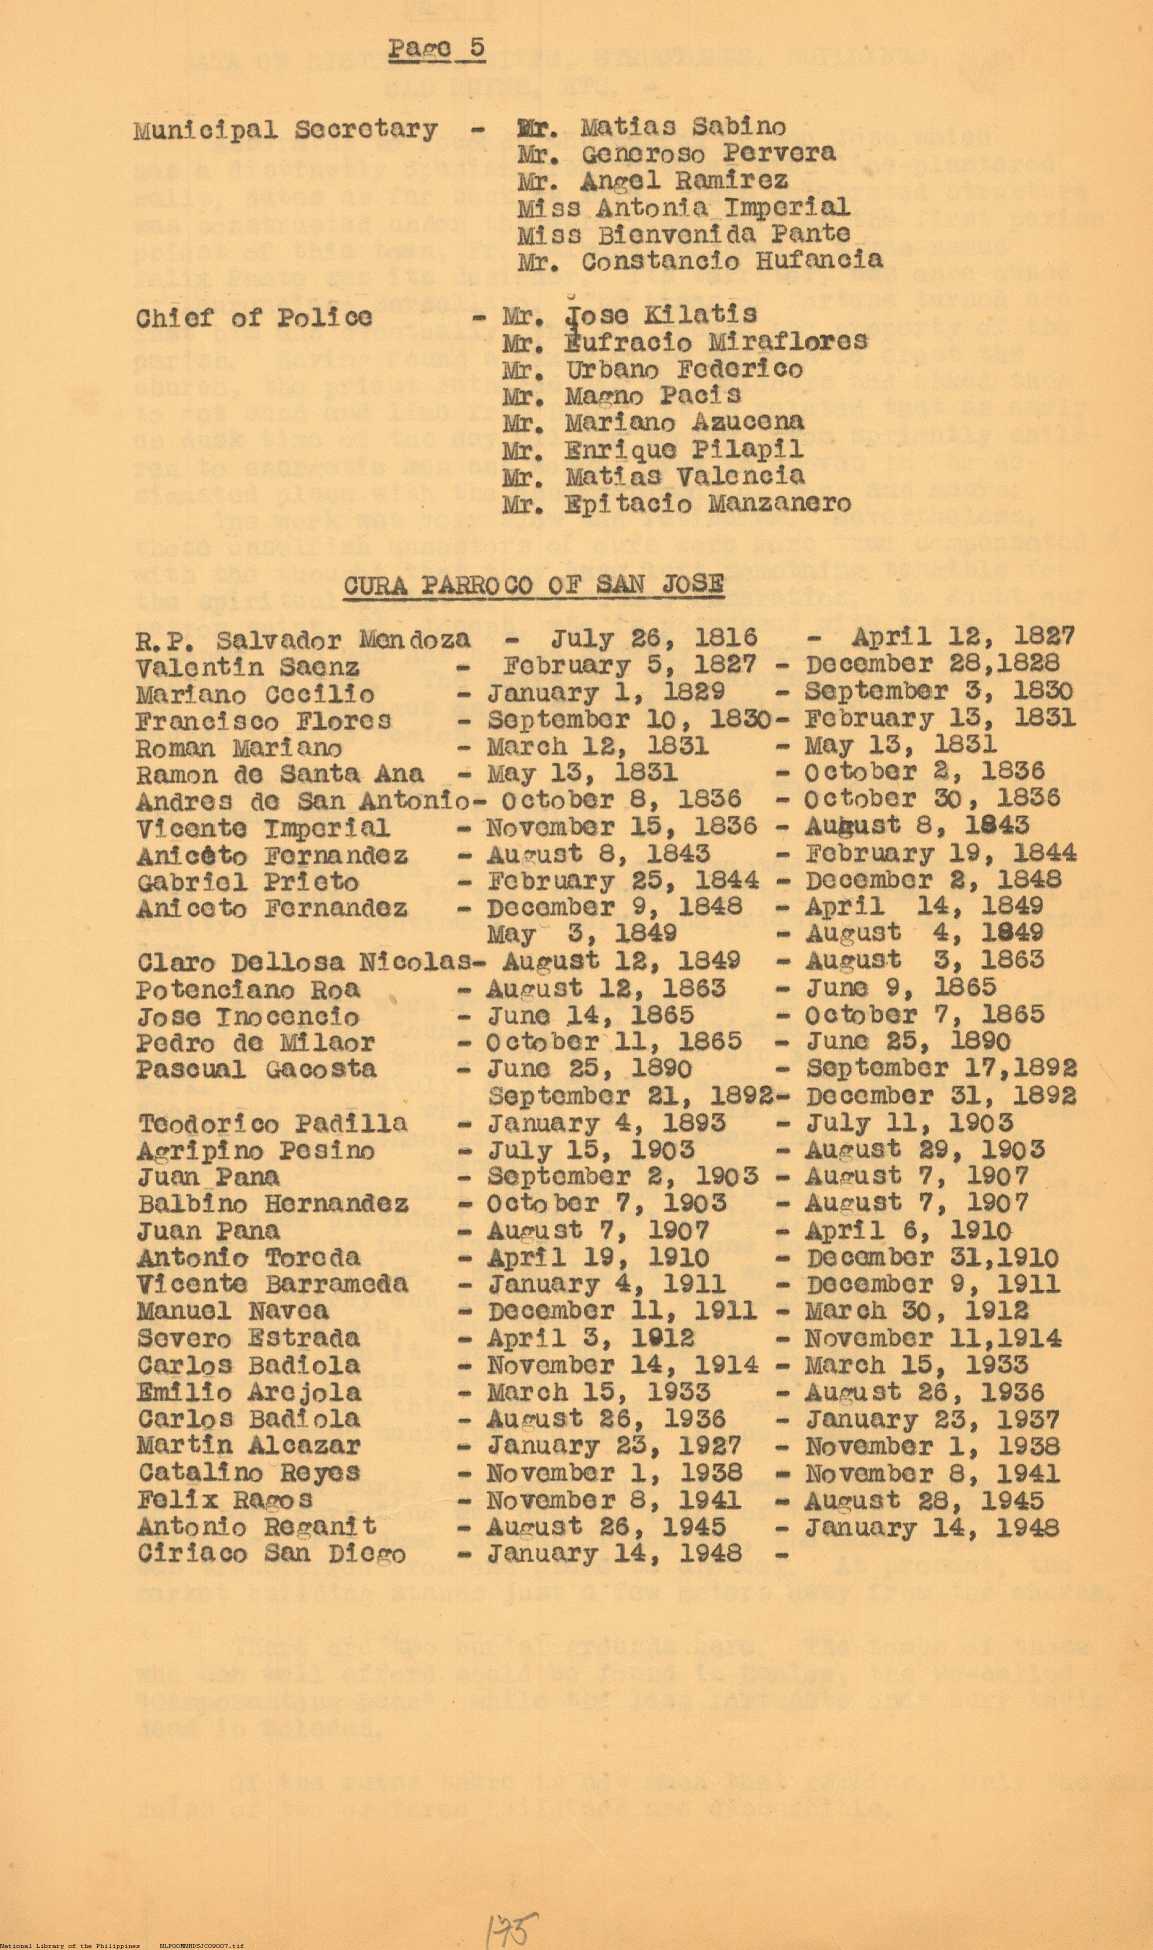 Page 5
Municipal Secretary - Mr. Matias Sabino
Mr. Generoso Pervera
Mr. Angel Ramirez
Miss Antonia Imperial
Miss Bienvenida Pante
Mr. Constancio Hufancia
Chief of Police - Mr. Jose Kilatis
Mr. Eufracio Miraflores
Mr. Urbano Federico
Mr. Magno Pacis
Mr. Mariano Azucena
Mr. Enrique Pilapil
Mr. Matias Valencia
Mr. Epitacio Manzanero
CURA PARROCO OF SAN JOSE
R.P. Salvador Mendoza - July 26, 1816 - April 12, 1827
Valentin Saenz - February 5, 1827 - December 28,1828
Mariano Cecilio - January 1, 1829 - September 3, 1830
Francisco Flores - September 10, 1830- February 13, 1831
Roman Mariano - March 12, 1831 - May 13, 1831
Ramon de Santa Ana - May 13, 1831 - October 2, 1836
Andres de San Antonio- October 8, 1836 - October 30, 1836
Vicente Imperial - November 15, 1836 - August 8, 1843
Aniceto Fernandez - August 8, 1843 - February 19, 1844
Gabriel Prieto - February 25, 1844 - December 2, 1848
Aniceto Fernandez - December 9, 1848 - April 14, 1849
May 3, 1849 - August 4, 1849
Claro Dellosa Nicolas- August 12, 1849 - August 3, 1863
Potenciano Roa - August 12, 1863 - June 9, 1865
Jose Inocencio - June 14, 1865 - October 7, 1865
Pedro de Milaor - October 11, 1865 - June 25, 1890
Pascual Gacosta - June 25, 1890 - September 17,1892
September 21, 1892- December 31, 1892
Teodorico Padilla - January 4, 1893 - July 11, 1903
Agripino Pesino - July 15, 1903 - August 29, 1903
Juan Pana - September 2, 1903 - August 7, 1907
Balbino Hernandez - October 7, 1903 - August 7, 1907
Juan Pana - August 7, 1907 - April 6, 1910
Antonio Toreda - April 19, 1910 - December 31,1910
Vicente Barrameda - January 4, 1911 - December 9, 1911
Manuel Navea - December 11, 1911 - March 30, 1912
Severo Estrada - April 3, 1912 - November 11,1914
Carlos Badiola - November 14, 1914 - March 15, 1933
Emilio Arejola - March 15, 1933 - August 26, 1936
Carlos Badiola - August 26, 1936 - January 23, 1937
Martin Alcazar - January 23, 1927 - November 1, 1938
Catalino Reyes - November 1, 1938 - November 8, 1941
Felix Ragos - November 8, 1941 - August 28, 1945
Antonio Reganit - August 26, 1945 - January 14, 1948
Ciriaco San Diego - January 14, 1948 -
175
National Library of the Philippines NLPOOMNHDSJC09007.tif